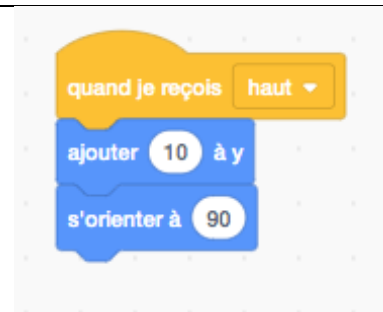 quand je reçois haut
ajouter 10 à y
s'orienter à 90